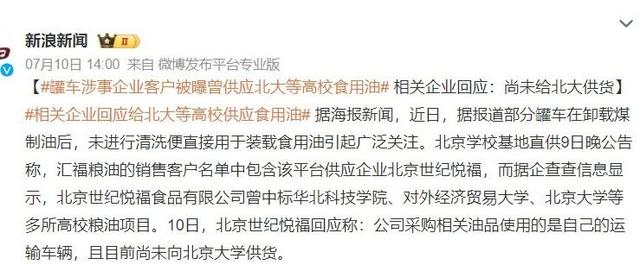 新浪新闻 II
07月10日 14:00 来自 微博发布平台专业版
【#罐车涉事企业客户被曝曾供应北大等高校食用油# 相关企业回应：尚未给北大供货】
#相关企业回应给北大等高校供应食用油# 据海报新闻，近日，据报道部分罐车在卸载煤
制油后，未进行清洗便直接用于装载食用油引起广泛关注。北京学校基地直供9日晚公告
称，汇福粮油的销售客户名单中包含该平台供应企业北京世纪悦福，而据企查查信息显
示，北京世纪悦福食品有限公司曾中标华北科技学院、对外经济贸易大学、北京大学等
多所高校粮油项目。10日，北京世纪悦福回应称：公司采购相关油品使用的是自己的运
输车辆，且目前尚未向北京大学供货。